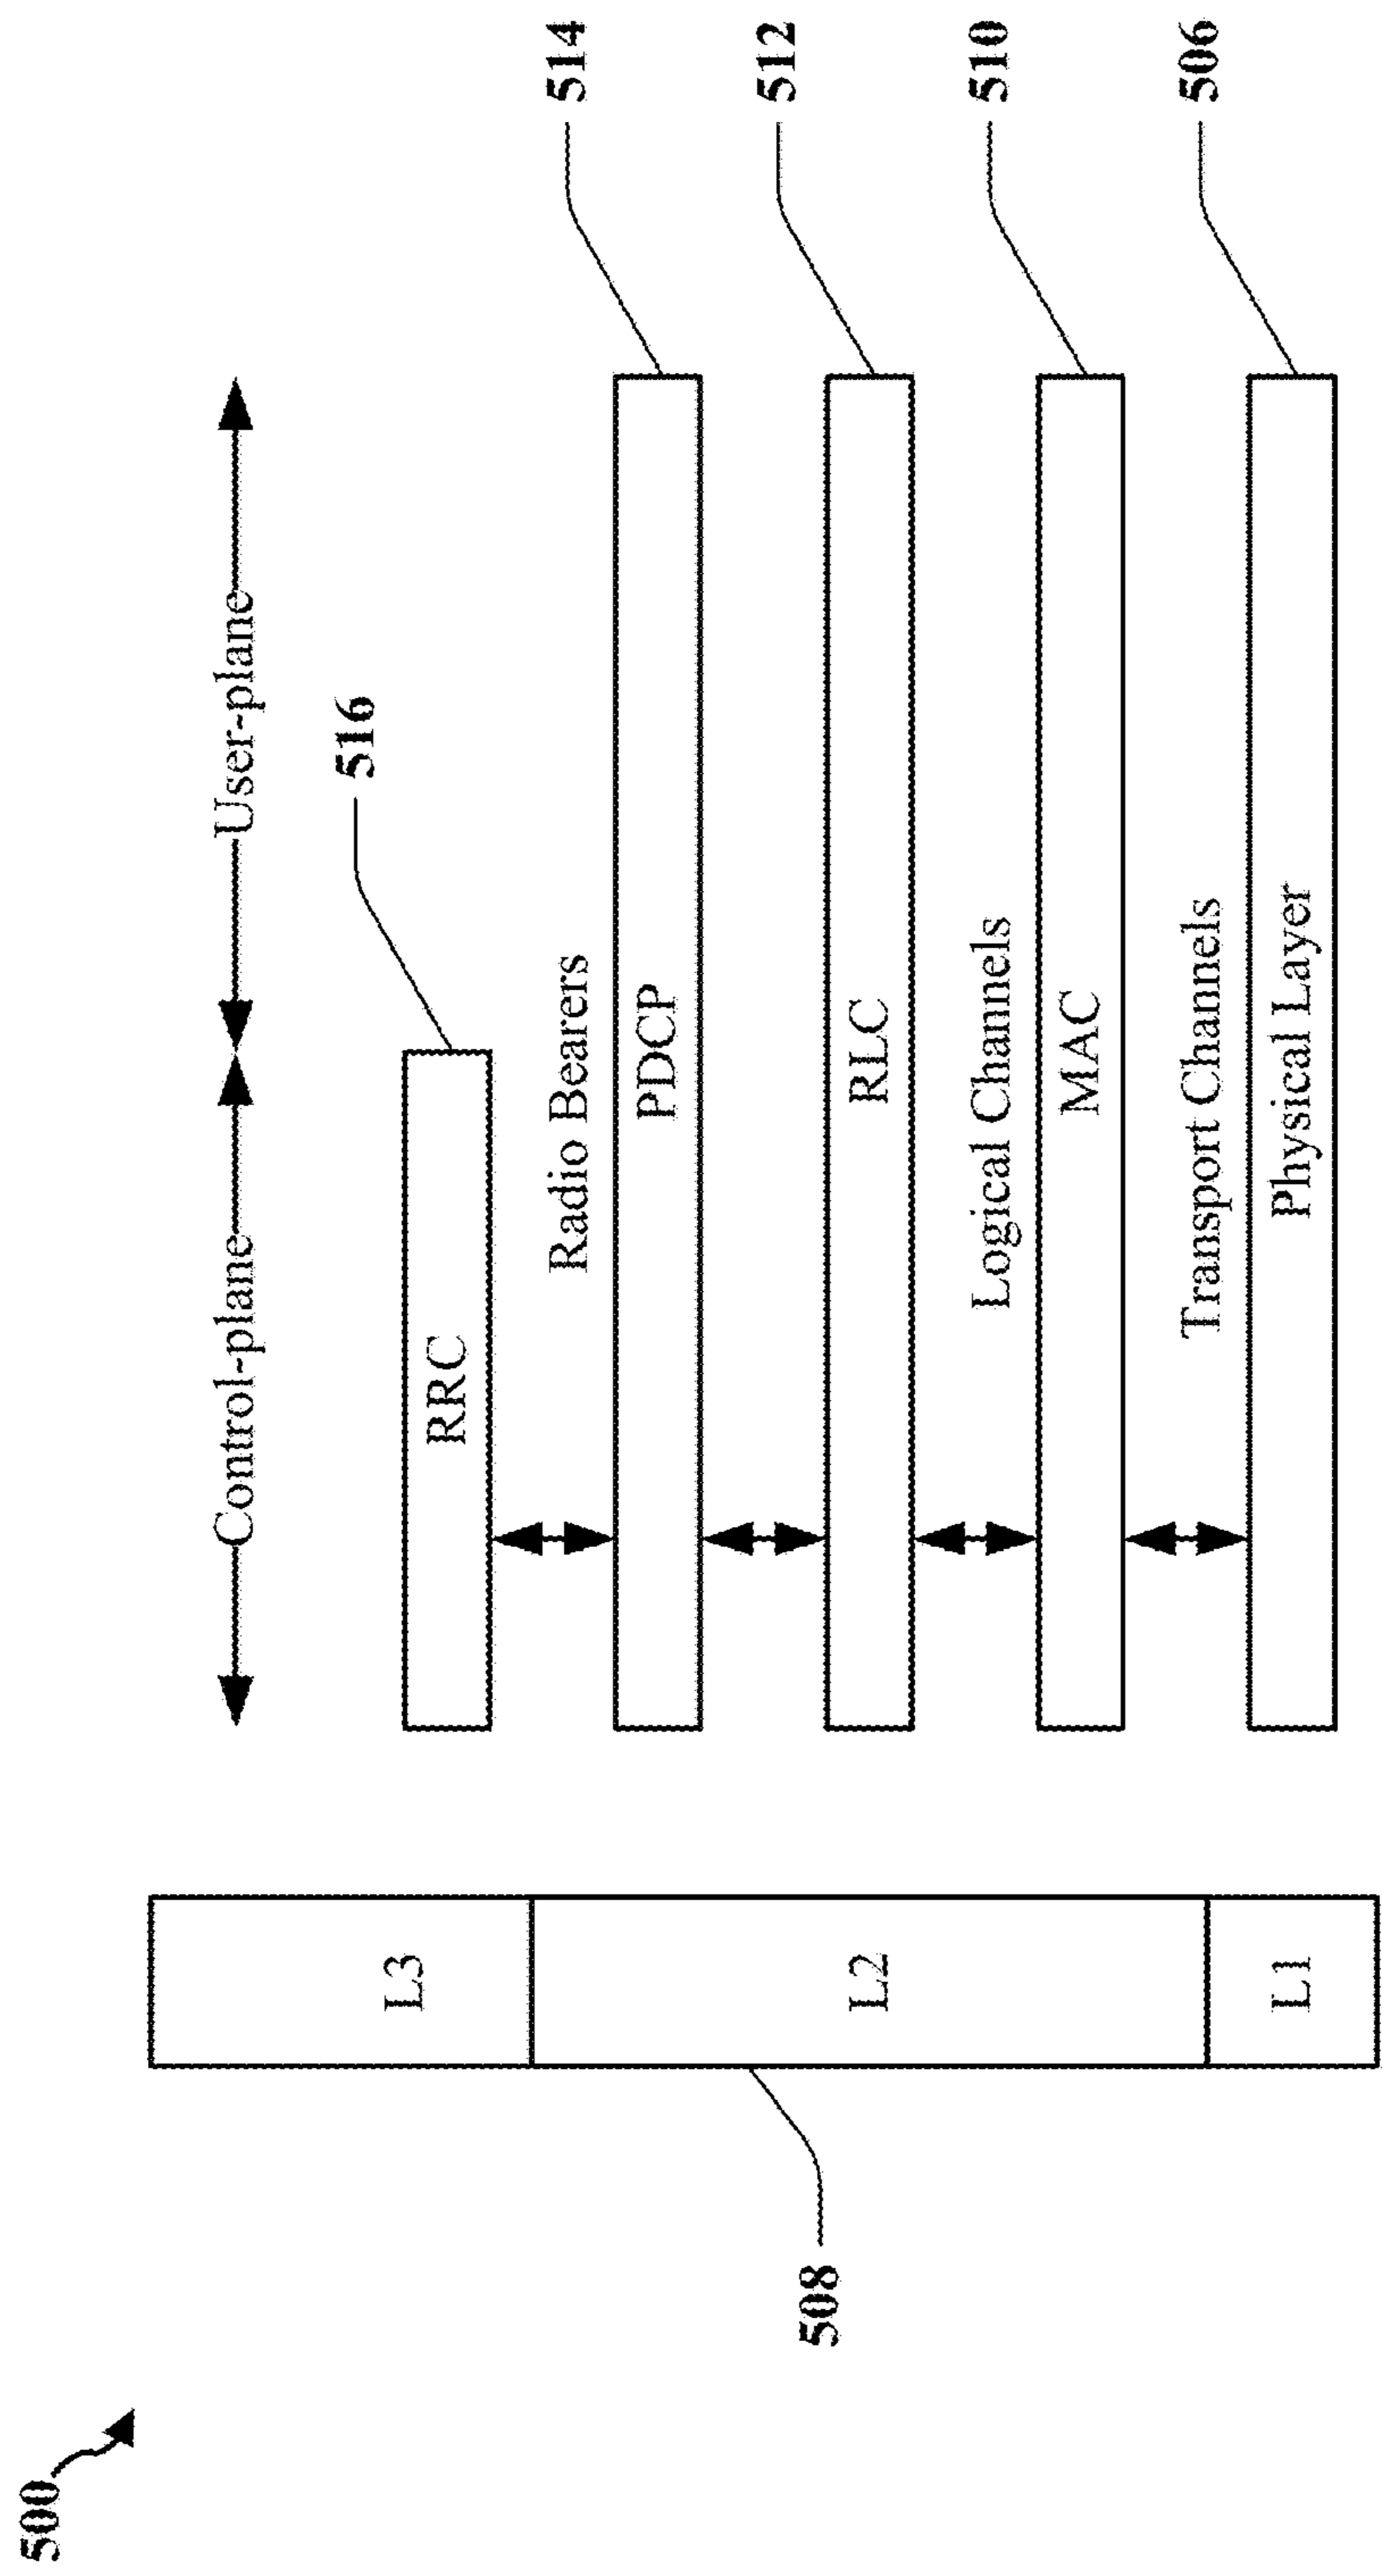 500
Control-plane
User-plane
516
RRC
L3
Radio Bearers
514
PDCP
508
L2
512
RLC
Logical Channels
510
MAC
Transport Channels
506
L1
Physical Layer